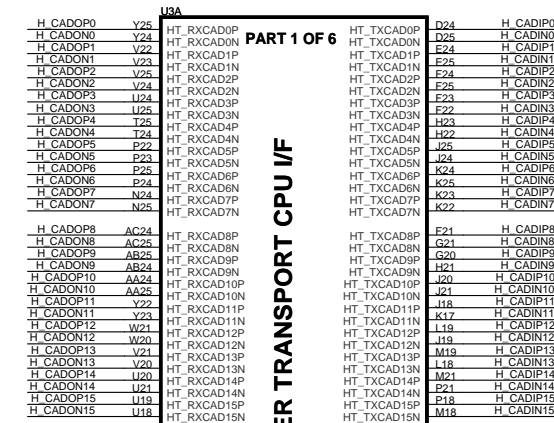 U3A
PART 1 OF 6
H_CADOP0 Y25 HT_RXCAD0P HT_TXCAD0P D24 H_CADIP0
H_CADON0 Y24 HT_RXCAD0N HT_TXCAD0N D25 H_CADIN0
H_CADOP1 V22 HT_RXCAD1P HT_TXCAD1P E24 H_CADIP1
H_CADON1 V23 HT_RXCAD1N HT_TXCAD1N E25 H_CADIN1
H_CADOP2 V25 HT_RXCAD2P HT_TXCAD2P F24 H_CADIP2
H_CADON2 V24 HT_RXCAD2N HT_TXCAD2N F25 H_CADIN2
H_CADOP3 U24 HT_RXCAD3P HT_TXCAD3P F23 H_CADIP3
H_CADON3 U25 HT_RXCAD3N HT_TXCAD3N F22 H_CADIN3
H_CADOP4 T25 HT_RXCAD4P HT_TXCAD4P H23 H_CADIP4
H_CADON4 T24 HT_RXCAD4N HT_TXCAD4N H22 H_CADIN4
H_CADOP5 P22 HT_RXCAD5P HT_TXCAD5P J25 H_CADIP5
H_CADON5 P23 HT_RXCAD5N HT_TXCAD5N J24 H_CADIN5
H_CADOP6 P25 HT_RXCAD6P HT_TXCAD6P K24 H_CADIP6
H_CADON6 P24 HT_RXCAD6N HT_TXCAD6N K25 H_CADIN6
H_CADOP7 N24 HT_RXCAD7P HT_TXCAD7P K23 H_CADIP7
H_CADON7 N25 HT_RXCAD7N HT_TXCAD7N K22 H_CADIN7
H_CADOP8 AC24 HT_RXCAD8P HT_TXCAD8P F21 H_CADIP8
H_CADON8 AC25 HT_RXCAD8N HT_TXCAD8N G21 H_CADIN8
H_CADOP9 AB25 HT_RXCAD9P HT_TXCAD9P G20 H_CADIP9
H_CADON9 AB24 HT_RXCAD9N HT_TXCAD9N H21 H_CADIN9
H_CADOP10 AA24 HT_RXCAD10P HT_TXCAD10P J20 H_CADIP10
H_CADON10 AA25 HT_RXCAD10N HT_TXCAD10N J21 H_CADIN10
H_CADOP11 Y22 HT_RXCAD11P HT_TXCAD11P J18 H_CADIP11
H_CADON11 Y23 HT_RXCAD11N HT_TXCAD11N K17 H_CADIN11
H_CADOP12 W21 HT_RXCAD12P HT_TXCAD12P L19 H_CADIP12
H_CADON12 W20 HT_RXCAD12N HT_TXCAD12N J19 H_CADIN12
H_CADOP13 V21 HT_RXCAD13P HT_TXCAD13P M19 H_CADIP13
H_CADON13 V20 HT_RXCAD13N HT_TXCAD13N L18 H_CADIN13
H_CADOP14 U20 HT_RXCAD14P HT_TXCAD14P M21 H_CADIP14
H_CADON14 U21 HT_RXCAD14N HT_TXCAD14N P21 H_CADIN14
H_CADOP15 U19 HT_RXCAD15P HT_TXCAD15P P18 H_CADIP15
H_CADON15 U18 HT_RXCAD15N HT_TXCAD15N M18 H_CADIN15
ER TRANSPORT CPU I/F